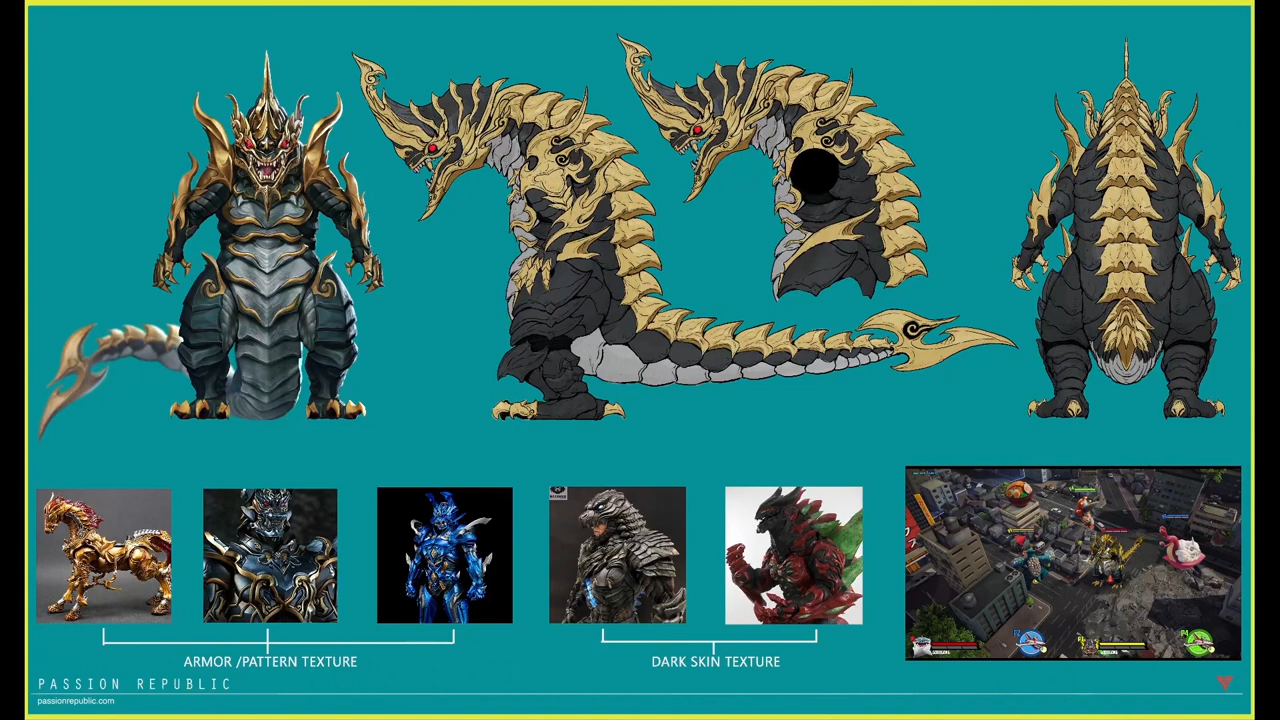 ARMOR /PATTERN TEXTURE
DARK SKIN TEXTURE
PASSION REPUBLIC
passionrepublic.com